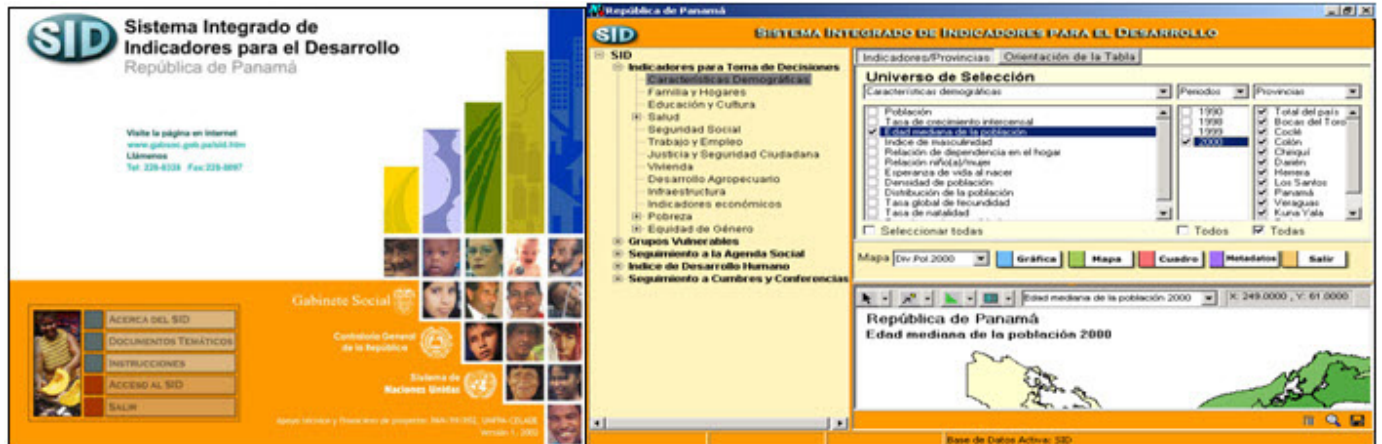 SID
Sistema Integrado de
Indicadores para el Desarrollo
República de Panamá
Visite la página en internet
Llámenos
ACERCA DEL SID
DOCUMENTOS TEMÁTICOS
INSTRUCCIONES
ACCESO AL SID
SALIR
Gabinete Social
Contraloría General
de la República
Sistema de
Naciones Unidas
República de Panamá
SID
SISTEMA INTEGRADO DE INDICADORES PARA EL DESARROLLO
SID
Indicadores para Toma de Decisiones
Características Demográficas
Familia y Hogares
Educación y Cultura
Salud
Seguridad Social
Trabajo y Empleo
Justicia y Seguridad Ciudadana
Vivienda
Desarrollo Agropecuario
Infraestructura
Indicadores económicos
Pobreza
Equidad de Género
Grupos Vulnerables
Seguimiento a la Agenda Social
Indice de Desarrollo Humano
Seguimiento a Cumbres y Conferencias
Indicadores/Provincias Orientación de la Tabla
Universo de Selección
Características demográficas Periodos Provincias
Población
Tasa de crecimiento intercensal
Edad mediana de la población
Indice de masculinidad
Relación de dependencia en el hogar
Relación niño(a)/mujer
Esperanza de vida al nacer
Densidad de población
Distribución de la población
Tasa global de fecundidad
Tasa de natalidad
1990
1998
1999
2000
Total del país
Bocas del Toro
Coclé
Colón
Chiriquí
Darién
Herrera
Los Santos
Panamá
Veraguas
Kuna Yala
Seleccionar todas Todos Todas
Mapa Div.Pol 2000 Gráfica Mapa Cuadro Metadatos Salir
Edad mediana de la población 2000 X: 249.0000 , Y: 61.0000
República de Panamá
Edad mediana de la población 2000
Base de Datos Activa: SID